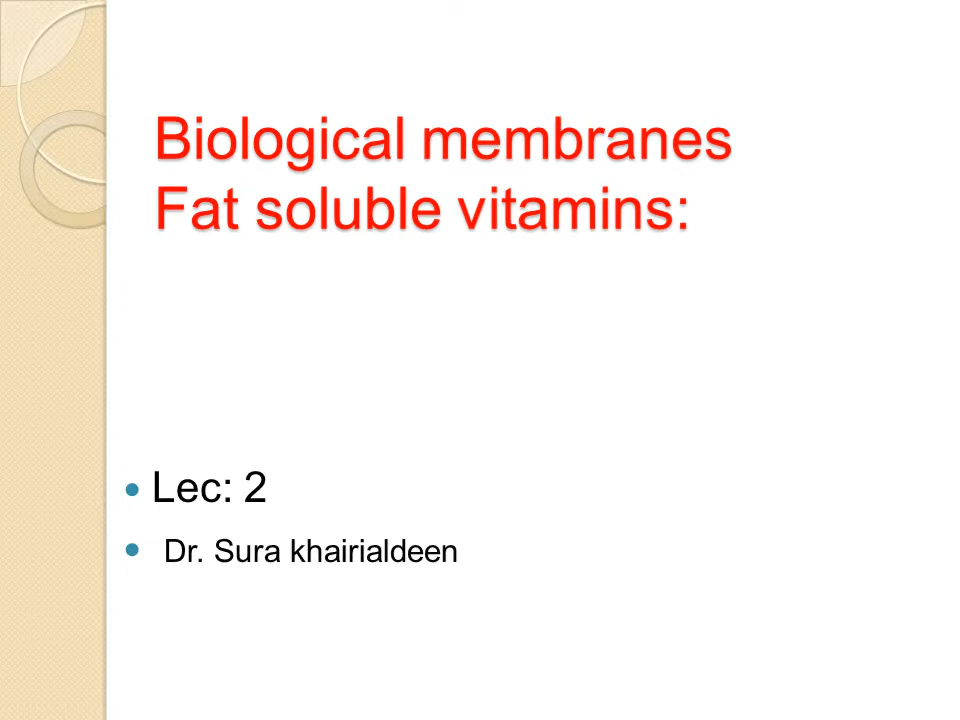 Biological membranes
Fat soluble vitamins:
Lec: 2
Dr. Sura khairialdeen